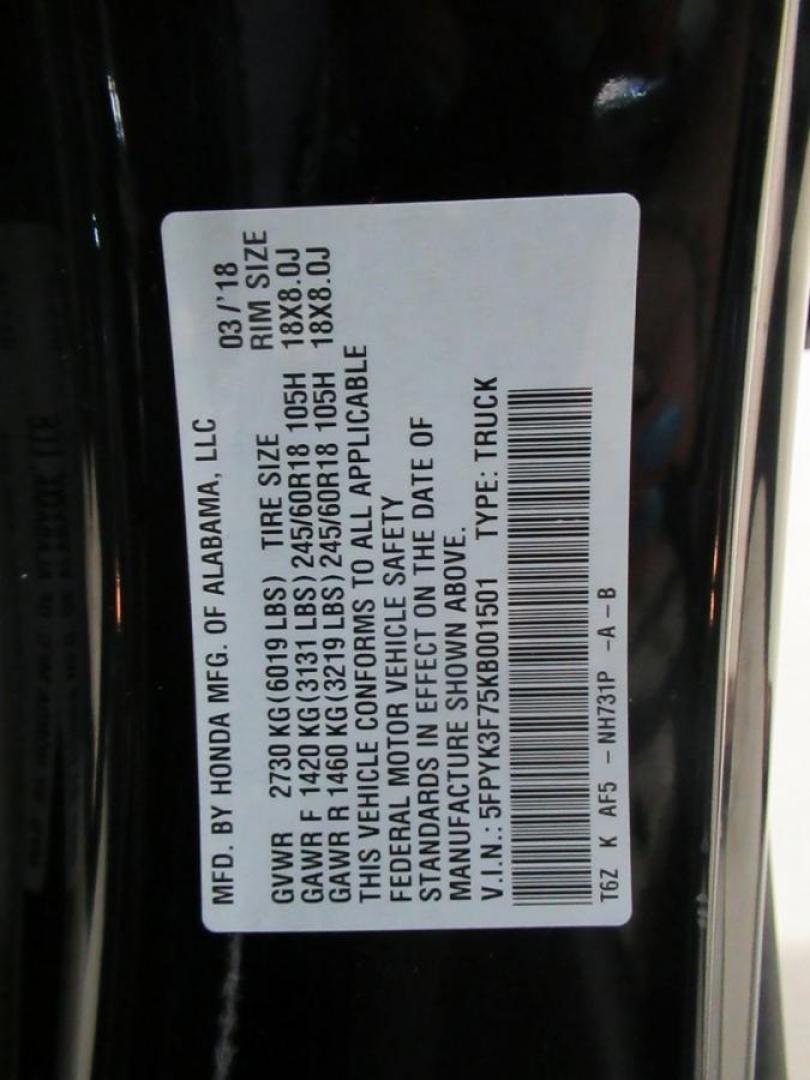 MFD. BY HONDA MFG. OF ALABAMA, LLC 03/'18
GVWR 2730 KG(6019 LBS) TIRE SIZE RIM SIZE
GAWR F 1420 KG(3131 LBS) 245/60R18 105H 18X8.0J
GAWR R 1460 KG(3219 LBS) 245/60R18 105H 18X8.0J
THIS VEHICLE CONFORMS TO ALL APPLICABLE
FEDERAL MOTOR VEHICLE SAFETY
STANDARDS IN EFFECT ON THE DATE OF
MANUFACTURE SHOWN ABOVE.
V.I.N.: 5FPYK3F75KB001501 TYPE: TRUCK
T6Z K AF5 - NH731P -A-B